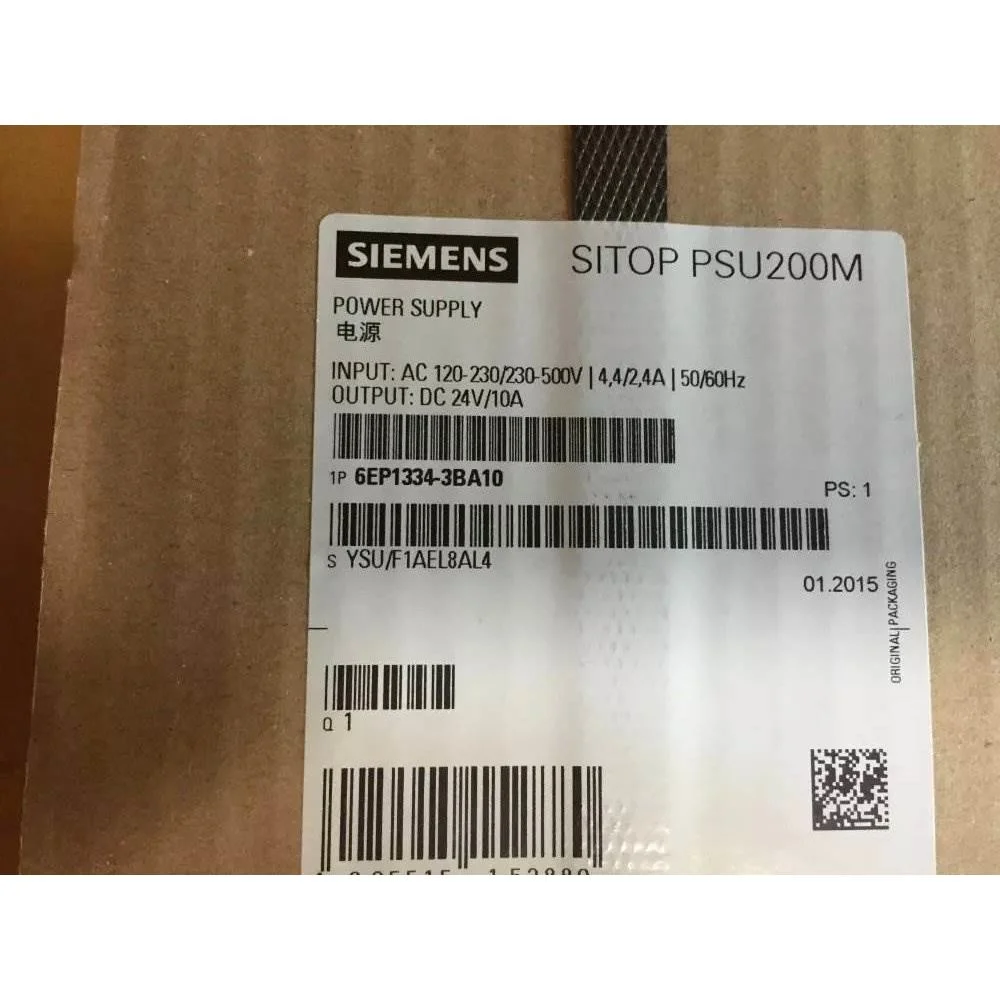 SIEMENS SITOP PSU200M
POWER SUPPLY
电源
INPUT: AC 120-230/230-500V | 4,4/2,4A | 50/60Hz
OUTPUT: DC 24V/10A
1P 6EP1334-3BA10
PS: 1
S YSU/F1AEL8AL4
01.2015
ORIGINAL PACKAGING
Q 1